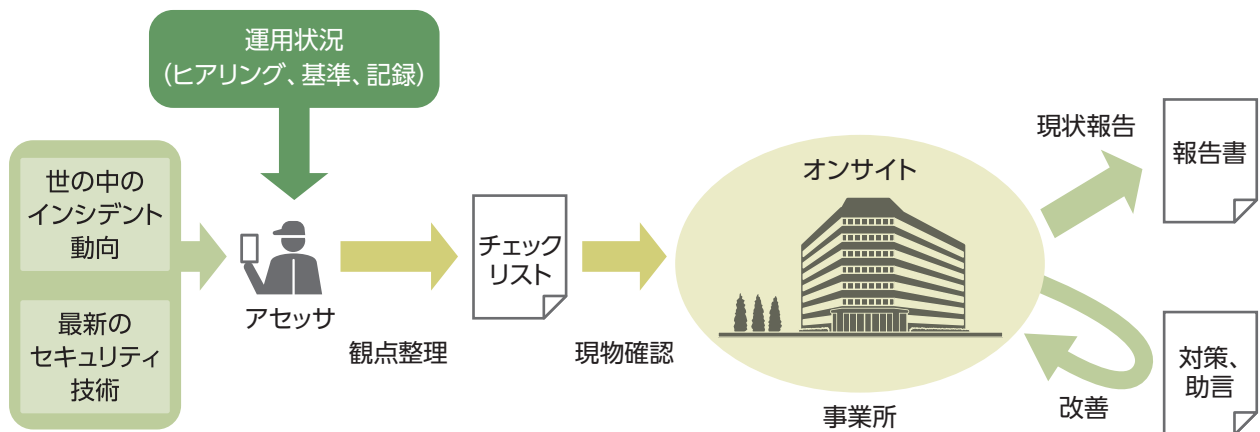 運用状況
(ヒアリング、基準、記録)
世の中の
インシデント
動向
最新の
セキュリティ
技術
アセッサ
観点整理
チェック
リスト
現物確認
オンサイト
事業所
現状報告
報告書
改善
対策、
助言